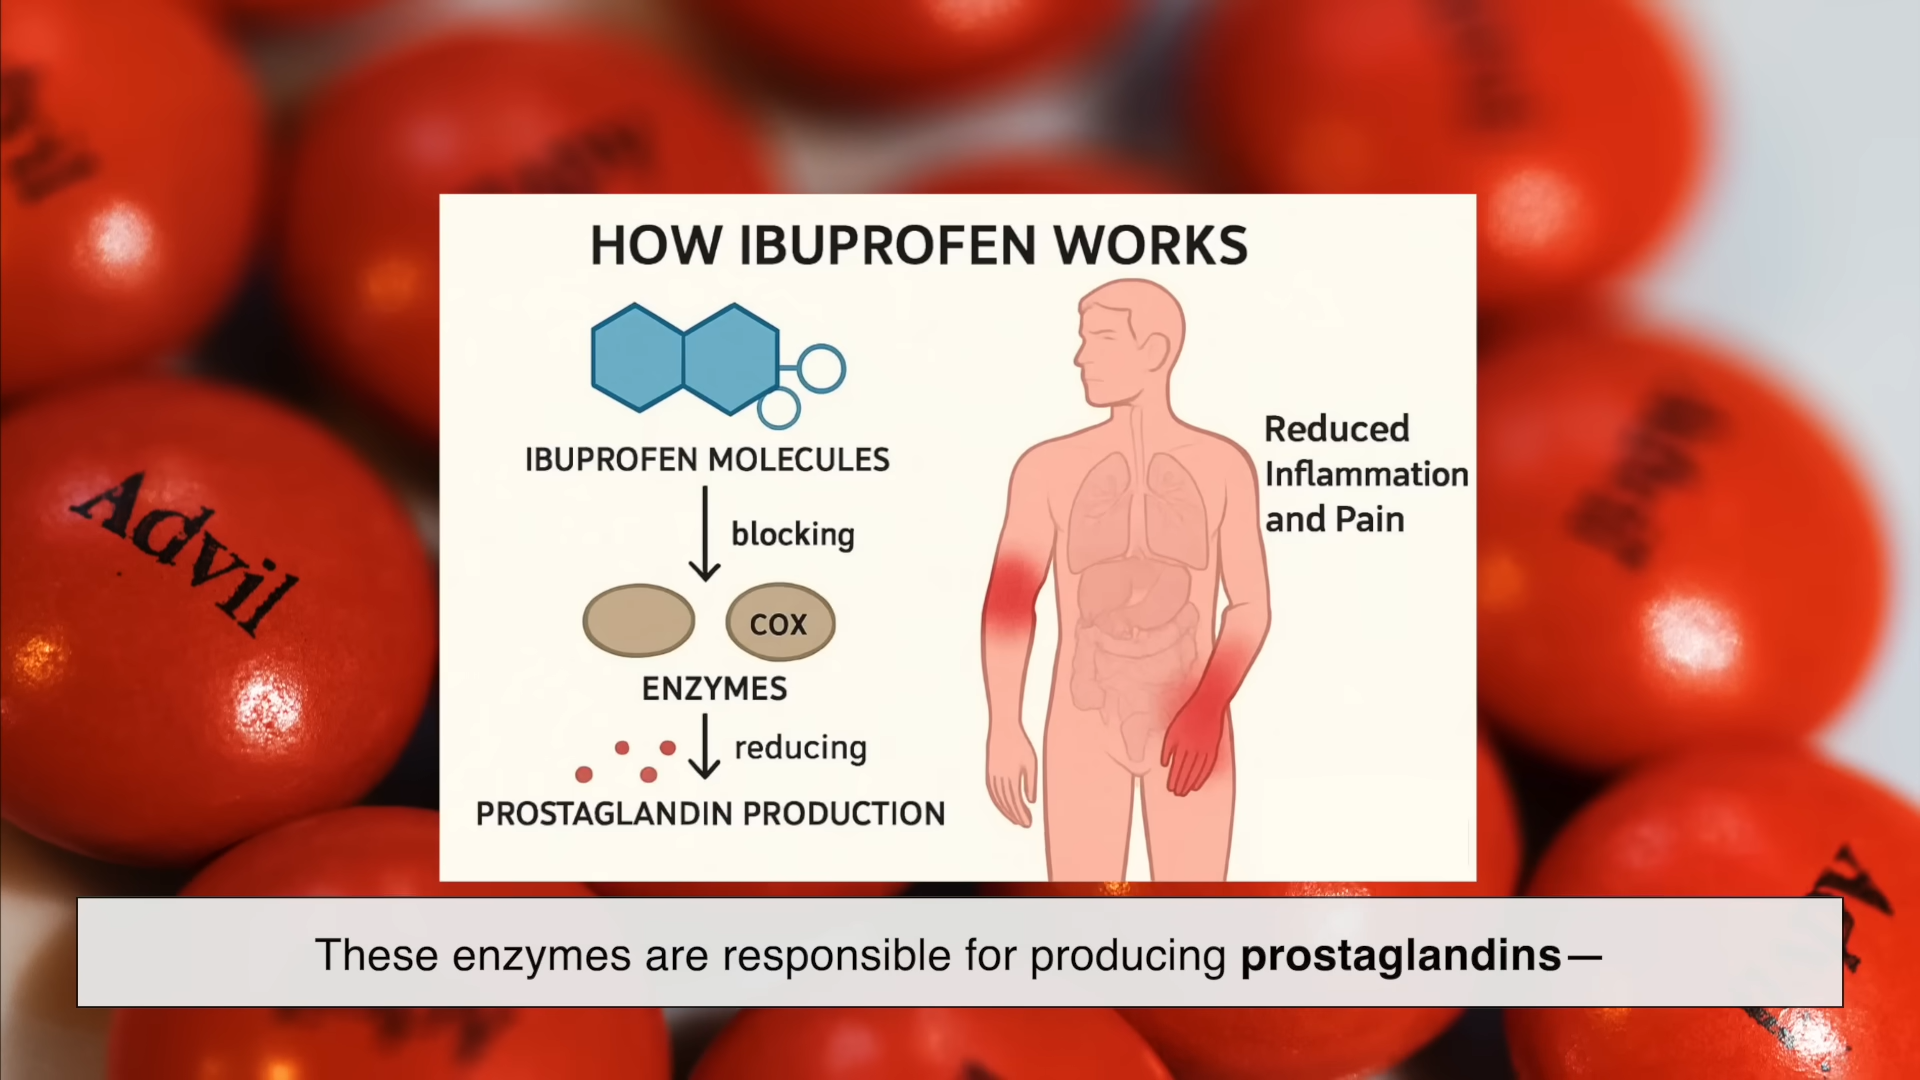 HOW IBUPROFEN WORKS
IBUPROFEN MOLECULES
blocking
COX
ENZYMES
reducing
PROSTAGLANDIN PRODUCTION
Reduced
Inflammation
and Pain
Advil
These enzymes are responsible for producing prostaglandins—